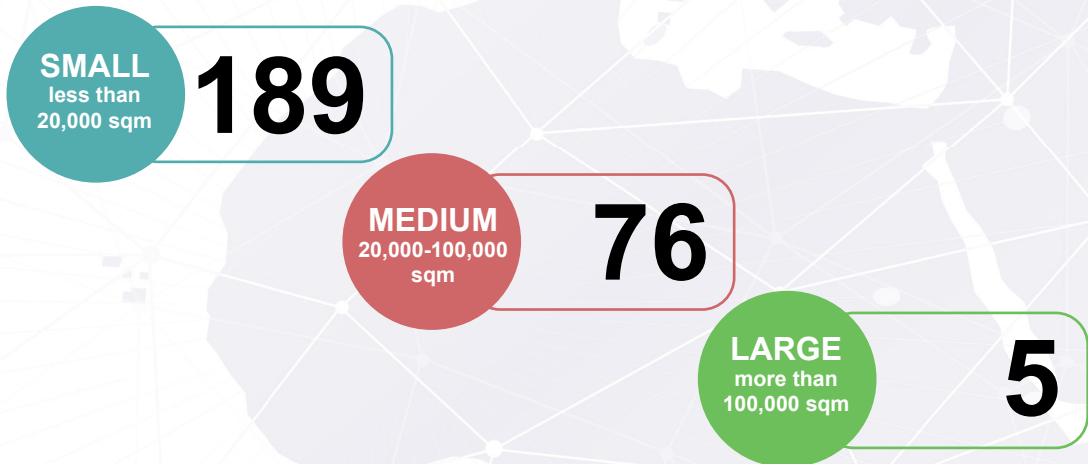 SMALL
less than
20,000 sqm
189
MEDIUM
20,000-100,000
sqm
76
LARGE
more than
100,000 sqm
5